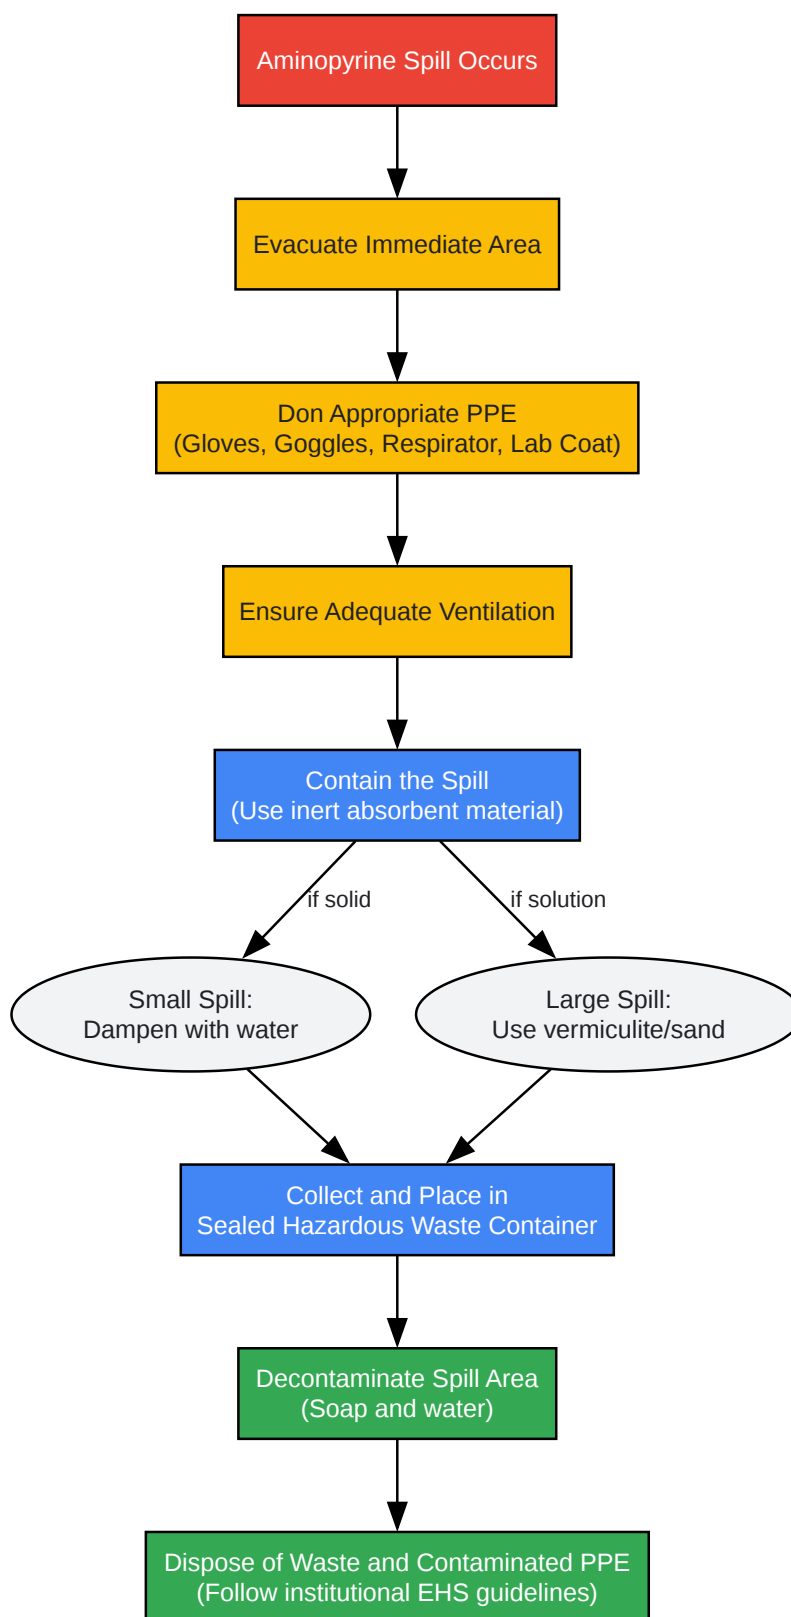 Aminopyrine Spill Occurs
Evacuate Immediate Area
Don Appropriate PPE
(Gloves, Goggles, Respirator, Lab Coat)
Ensure Adequate Ventilation
Contain the Spill
(Use inert absorbent material)
if solid
if solution
Small Spill:
Dampen with water
Large Spill:
Use vermiculite/sand
Collect and Place in
Sealed Hazardous Waste Container
Decontaminate Spill Area
(Soap and water)
Dispose of Waste and Contaminated PPE
(Follow institutional EHS guidelines)